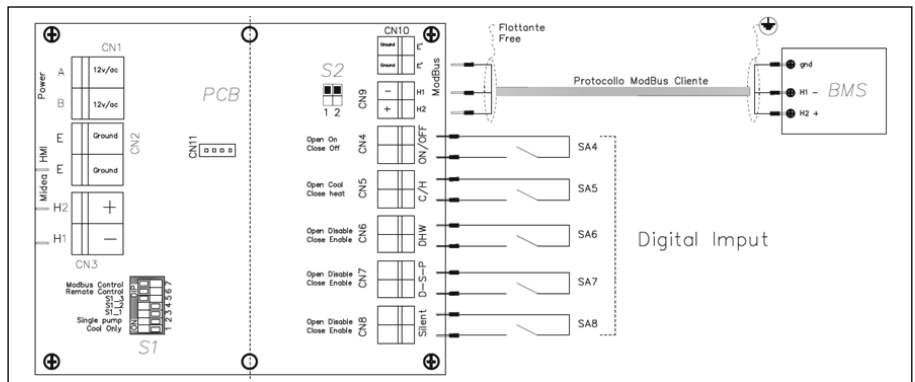 CN1
Power
A
12v/ac
B
12v/ac
HMI
E
Ground
E
Ground
CN2
Midea
H2
+
H1
-
CN3
Modbus Control
Remote Control
S1_3
S1_2
S1_1
Single pump
Cool Only
DIP
ON
1 2 3 4 5 6 7
S1
PCB
CN11
S2
1 2
CN10
Ground
E
Ground
E
CN9
- H1
+ H2
ModBus
Open On
Close Off
CN4
ON/OFF
Open Cool
Close heat
CN5
C/H
Open Disable
Close Enable
CN6
DHW
Open Disable
Close Enable
CN7
D-S-P
Open Disable
Close Enable
CN8
Silent
Flottante
Free
Protocollo ModBus Cliente
gnd
H1 -
H2 +
BMS
SA4
SA5
SA6
SA7
SA8
Digital Imput